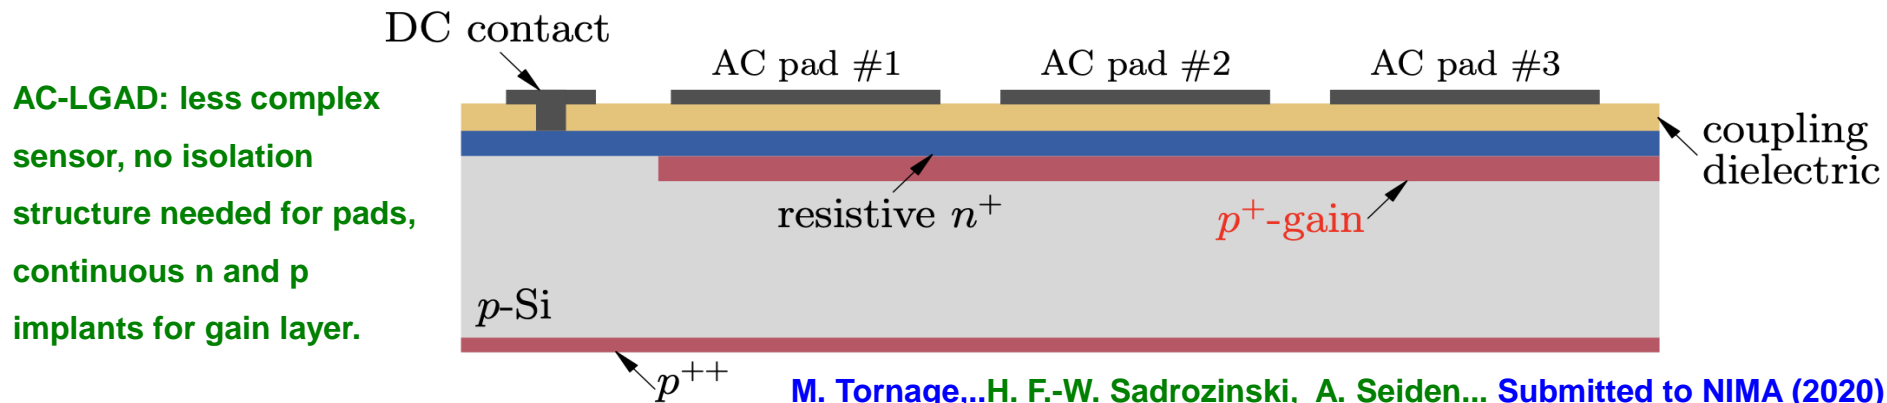 DC contact
AC pad #1
AC pad #2
AC pad #3
AC-LGAD: less complex
sensor, no isolation
structure needed for pads,
continuous n and p
implants for gain layer.
coupling
dielectric
resistive n⁺
p⁺-gain
p-Si
p⁺⁺
M. Tornage,..H. F.-W. Sadrozinski, A. Seiden... Submitted to NIMA (2020)